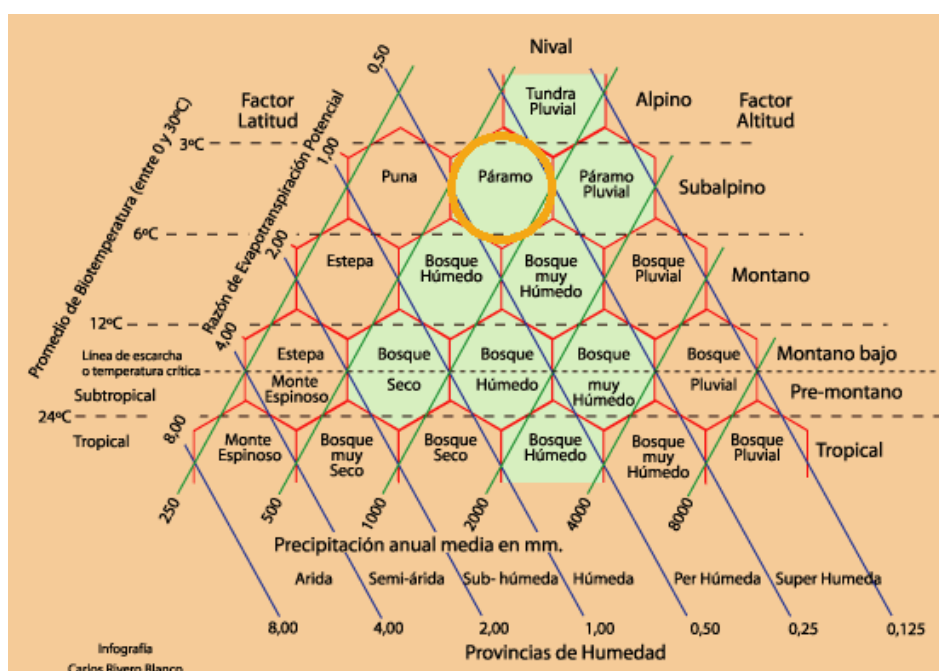 Nival
0,50
Tundra
Pluvial
Alpino
Factor
Latitud
Factor
Altitud
Promedio de Biotemperatura (entre 0 y 30ºC)
Razón de Evapotranspiración Potencial
3ºC
1,00
Puna
Páramo
Páramo
Pluvial
Subalpino
6ºC
2,00
Estepa
Bosque
Húmedo
Bosque
muy
Húmedo
Bosque
Pluvial
Montano
12ºC
4,00
Línea de escarcha
o temperatura crítica
Estepa
Monte
Espinoso
Bosque
Seco
Bosque
Húmedo
Bosque
muy
Húmedo
Bosque
Pluvial
Montano bajo
Pre-montano
Subtropical
24ºC
8,00
Tropical
Monte
Espinoso
Bosque
muy
Seco
Bosque
Seco
Bosque
Húmedo
Bosque
muy
Húmedo
Bosque
Pluvial
Tropical
250
500
1000
2000
4000
8000
Precipitación anual media en mm.
Arida
Semi-árida
Sub- húmeda
Húmeda
Per Húmeda
Super Humeda
8,00
4,00
2,00
1,00
0,50
0,25
0,125
Provincias de Humedad
Infografía
Carlos Rivero Blanco